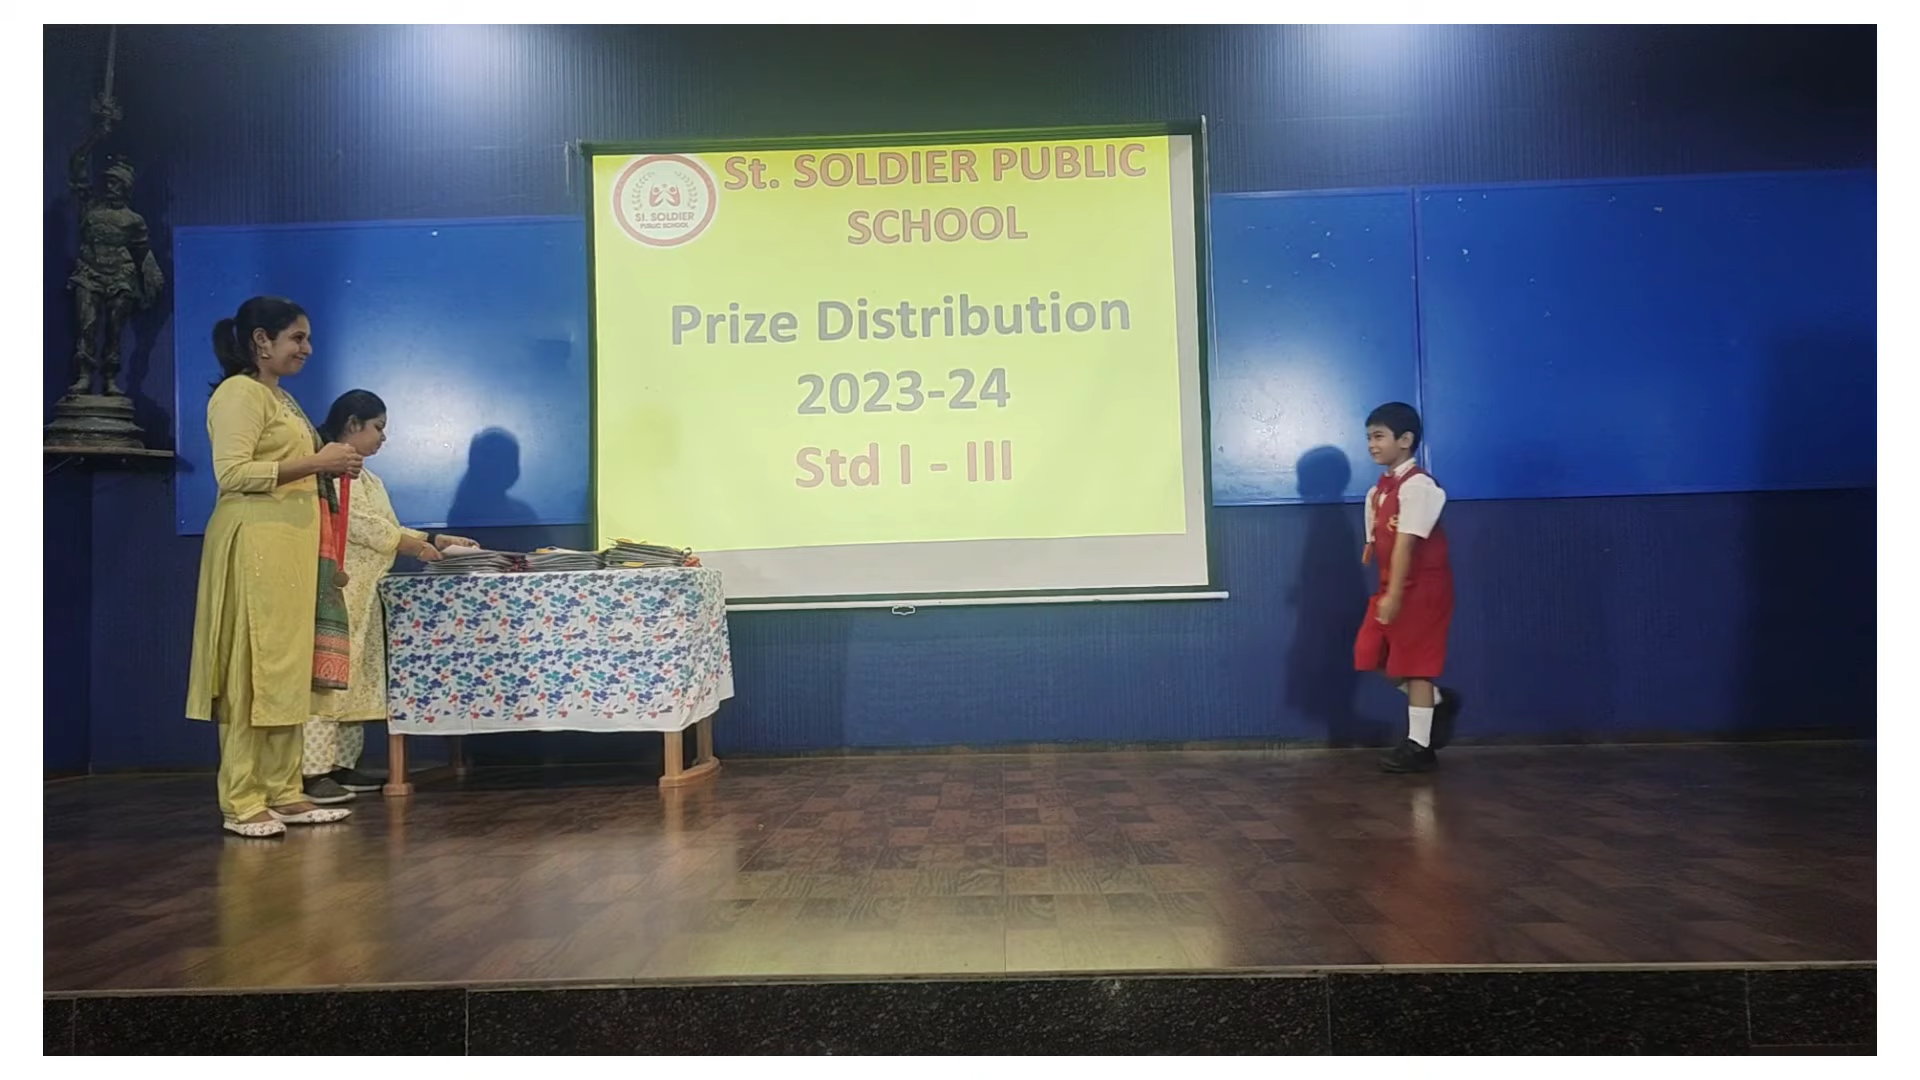 St. SOLDIER PUBLIC
SCHOOL
St. SOLDIER
PUBLIC SCHOOL
Prize Distribution
2023-24
Std I - III